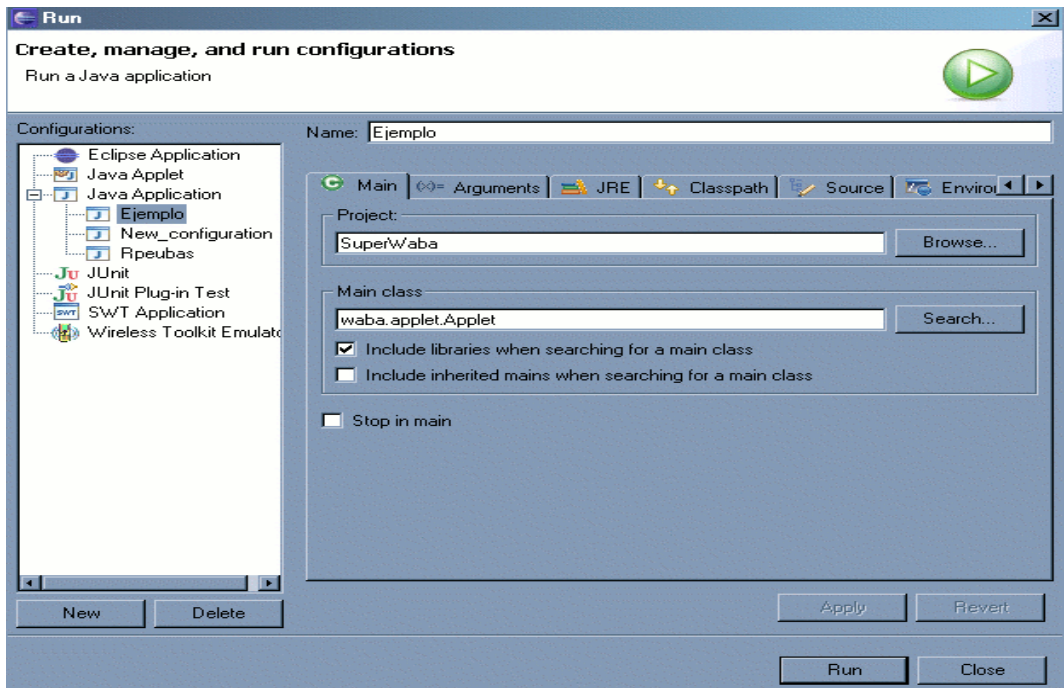 Run
Create, manage, and run configurations
Run a Java application
Configurations:
Eclipse Application
Java Applet
Java Application
Ejemplo
New_configuration
Rpeubas
JUnit
JUnit Plug-in Test
SWT Application
Wireless Toolkit Emulato
New
Delete
Name: Ejemplo
Main (x)= Arguments JRE Classpath Source Environ
Project:
SuperWaba Browse...
Main class
waba.applet.Applet Search...
Include libraries when searching for a main class
Include inherited mains when searching for a main class
Stop in main
Apply Revert
Run Close